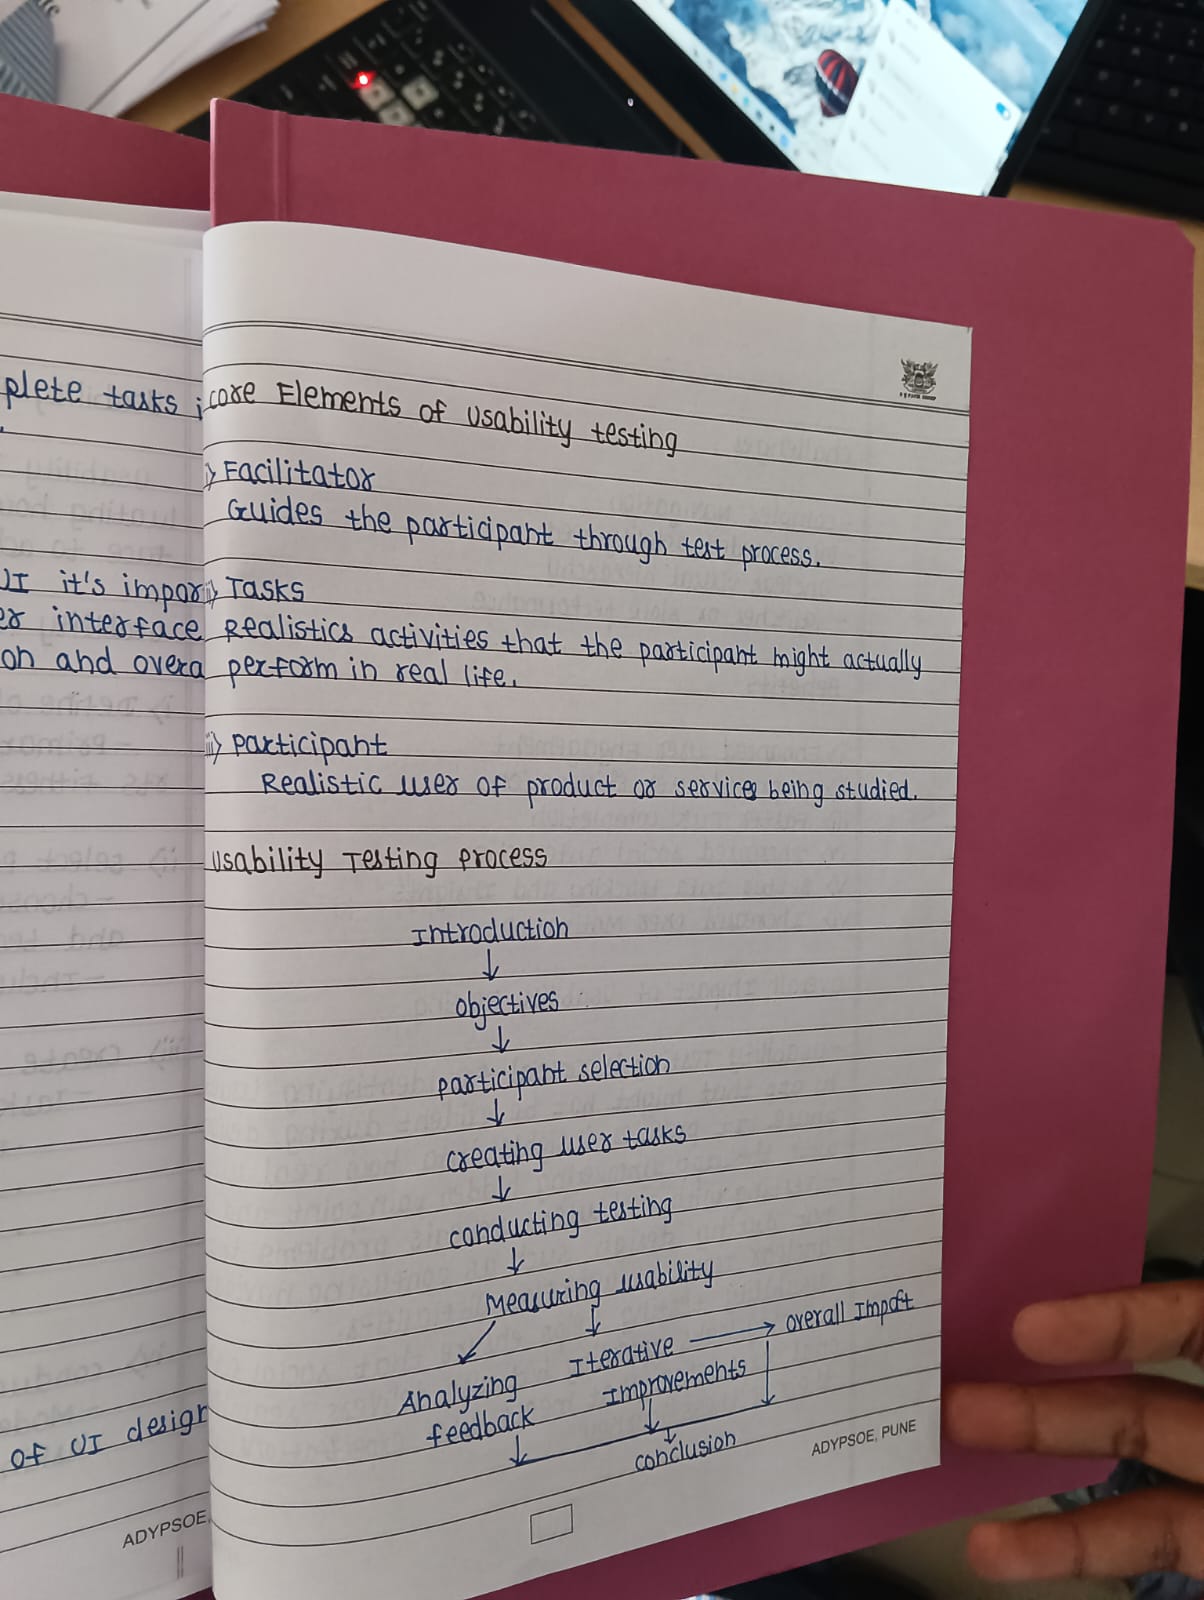 plete tasks i
UI it's impor
er interface
on and overa
of UI design
ADYPSOE,
core Elements of Usability testing
i) Facilitator
Guides the participant through test process.
ii) Tasks
Realistics activities that the participant might actually
perform in real life.
iii) participant
Realistic user of product or services being studied.
Usability Testing Process
Introduction
↓
objectives
↓
participant selection
↓
creating user tasks
↓
conducting testing
↓
Measuring usability
Iterative → overall Impact
Improvements
Analyzing
feedback
conclusion
ADYPSOE, PUNE